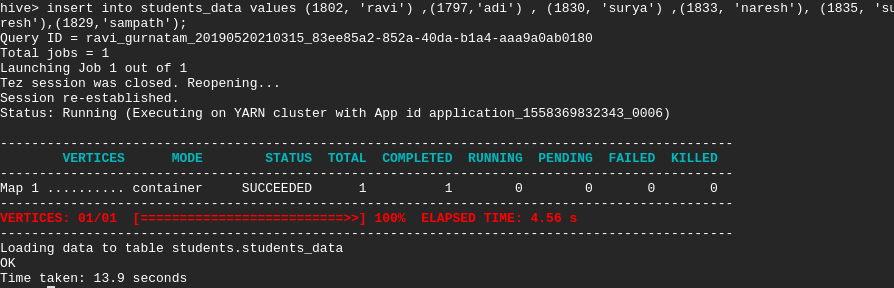 hive> insert into students_data values (1802, 'ravi') ,(1797,'adi') , (1830, 'surya') ,(1833, 'naresh'), (1835, 'su
resh'),(1829,'sampath');
Query ID = ravi_gurnatam_20190520210315_83ee85a2-852a-40da-b1a4-aaa9a0ab0180
Total jobs = 1
Launching Job 1 out of 1
Tez session was closed. Reopening...
Session re-established.
Status: Running (Executing on YARN cluster with App id application_1558369832343_0006)
----------------------------------------------------------------------------------------------
VERTICES MODE STATUS TOTAL COMPLETED RUNNING PENDING FAILED KILLED
----------------------------------------------------------------------------------------------
Map 1 .......... container SUCCEEDED 1 1 0 0 0 0
----------------------------------------------------------------------------------------------
VERTICES: 01/01 [==========================>>] 100% ELAPSED TIME: 4.56 s
----------------------------------------------------------------------------------------------
Loading data to table students.students_data
OK
Time taken: 13.9 seconds